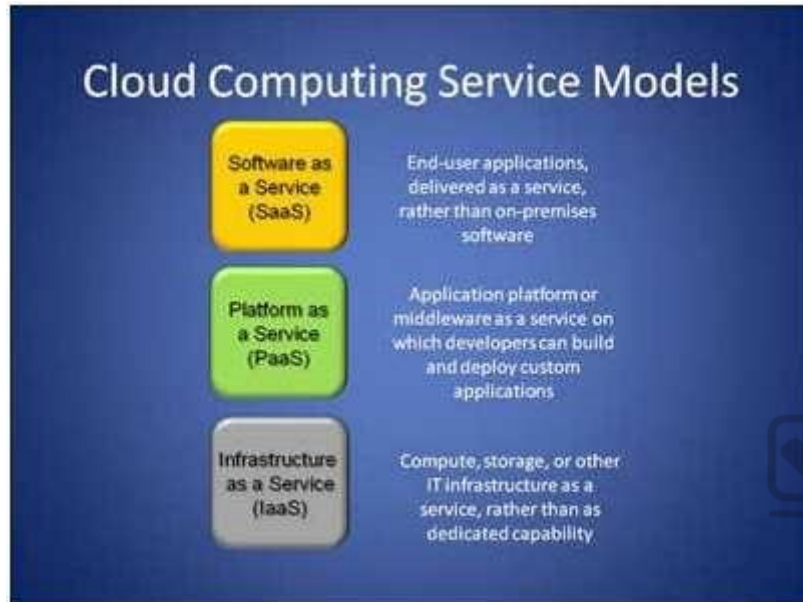 Cloud Computing Service Models
Software as
a Service
(SaaS)
End-user applications,
delivered as a service,
rather than on-premises
software
Platform as
a Service
(PaaS)
Application platform or
middleware as a service on
which developers can build
and deploy custom
applications
Infrastructure
as a Service
(IaaS)
Compute, storage, or other
IT infrastructure as a
service, rather than as
dedicated capability